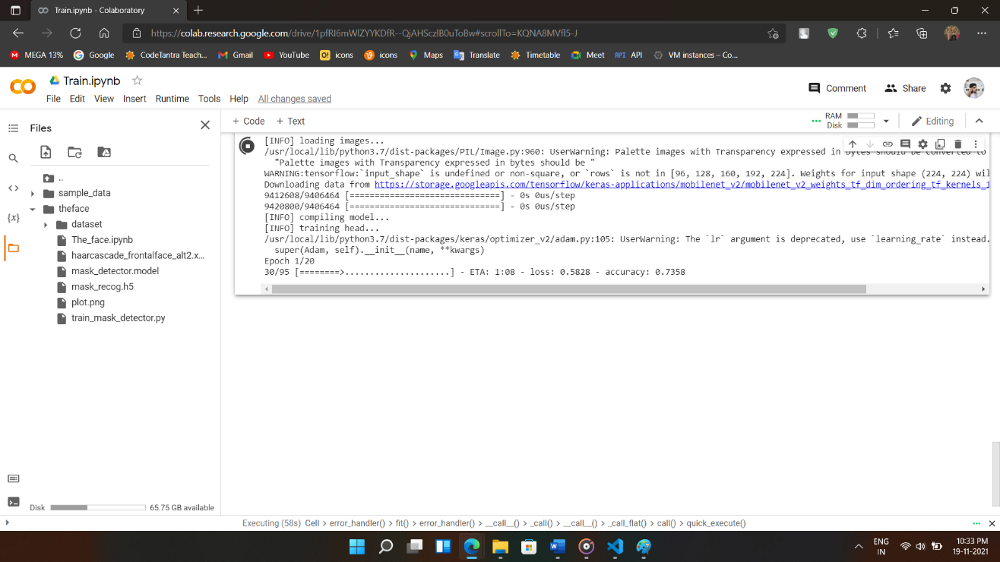 Train.ipynb - Colaboratory
https://colab.research.google.com/drive/1pfRI6mWlZYYKDfR--QjAHSczlB0uToBw#scrollTo=KQNA8MVfl5-J
MEGA 13% Google CodeTantra Teach... Gmail YouTube icons icons Maps Translate Timetable Meet API API VM instances – Co...
CO Train.ipynb
Comment Share
File Edit View Insert Runtime Tools Help All changes saved
Files
+ Code + Text
RAM
Disk
Editing
..
sample_data
theface
dataset
The_face.ipynb
haarcascade_frontalface_alt2.x...
mask_detector.model
mask_recog.h5
plot.png
train_mask_detector.py
Disk 65.75 GB available
[INFO] loading images...
/usr/local/lib/python3.7/dist-packages/PIL/Image.py:960: UserWarning: Palette images with Transparency expressed in bytes should be converted to
"Palette images with Transparency expressed in bytes should be "
WARNING:tensorflow:`input_shape` is undefined or non-square, or `rows` is not in [96, 128, 160, 192, 224]. Weights for input shape (224, 224) wil
Downloading data from https://storage.googleapis.com/tensorflow/keras-applications/mobilenet_v2/mobilenet_v2_weights_tf_dim_ordering_tf_kernels_1
9412608/9406464 [==============================] - 0s 0us/step
9420800/9406464 [==============================] - 0s 0us/step
[INFO] compiling model...
[INFO] training head...
/usr/local/lib/python3.7/dist-packages/keras/optimizer_v2/adam.py:105: UserWarning: The `lr` argument is deprecated, use `learning_rate` instead.
super(Adam, self).__init__(name, **kwargs)
Epoch 1/20
30/95 [========>.....................] - ETA: 1:08 - loss: 0.5828 - accuracy: 0.7358
Executing (58s) Cell > error_handler() > fit() > error_handler() > __call__() > _call() > __call__() > _call_flat() > call() > quick_execute()
ENG
IN
10:33 PM
19-11-2021